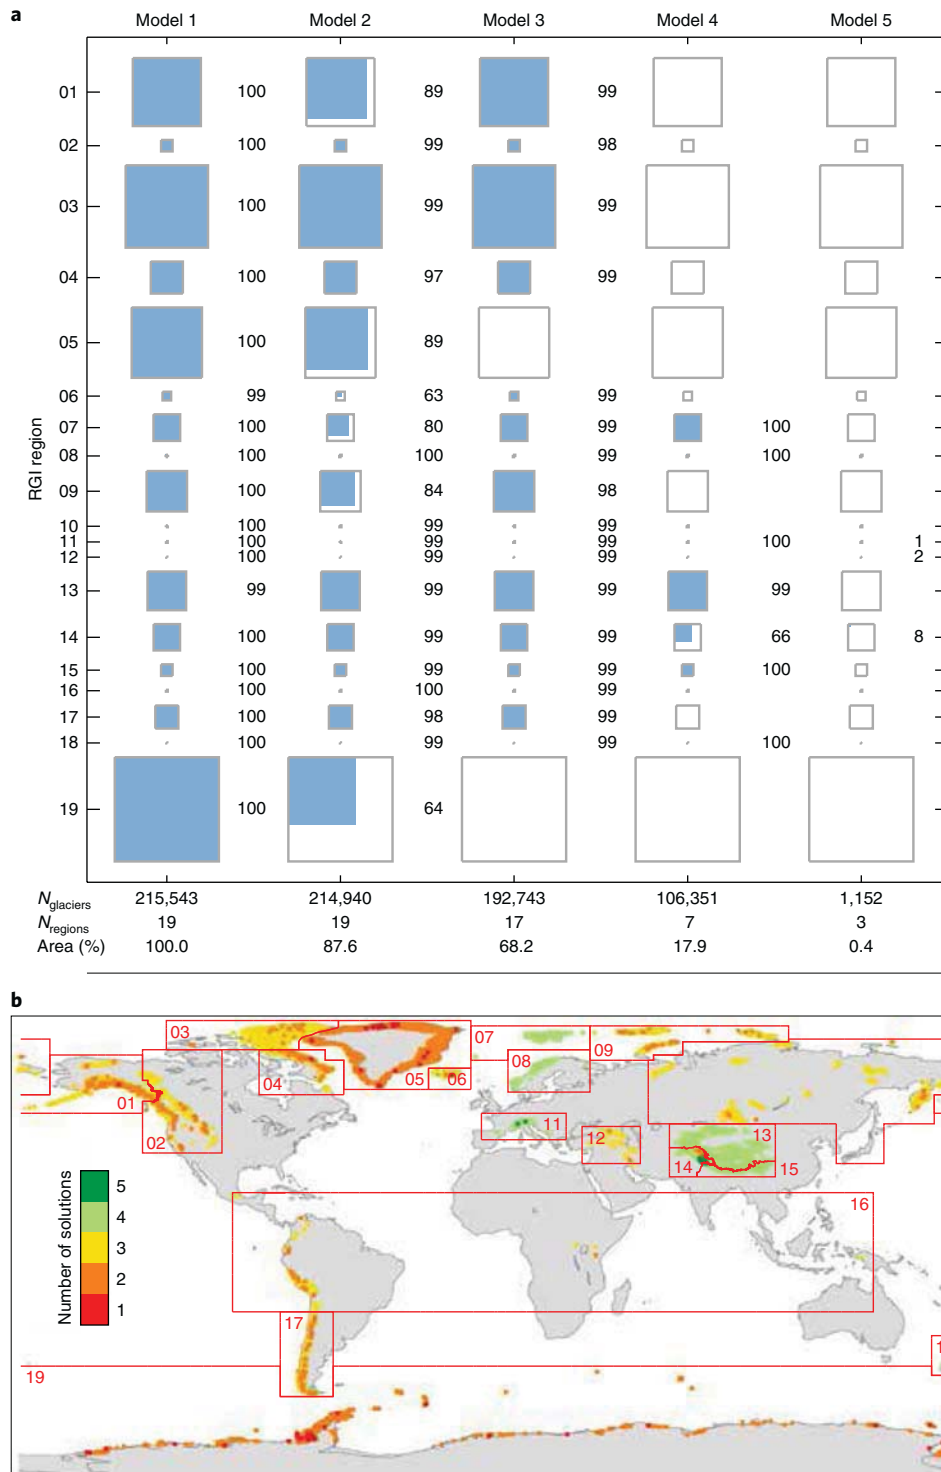 a
Model 1 Model 2 Model 3 Model 4 Model 5
RGI region
01 100 89 99
02 100 99 98
03 100 99 99
04 100 97 99
05 100 89
06 99 63 99
07 100 80 99 100
08 100 100 99 100
09 100 84 98
10 100 99 99
11 100 99 99 100 1
12 100 99 99 2
13 99 99 99 99
14 100 99 99 66 8
15 100 99 99 100
16 100 100 99
17 100 98 99
18 100 99 99 100
19 100 64
Nglaciers 215,543 214,940 192,743 106,351 1,152
Nregions 19 19 17 7 3
Area (%) 100.0 87.6 68.2 17.9 0.4
b
03
07
08
09
04
05
06
01
02
11
12
13
14
15
16
17
19
1
Number of solutions
5
4
3
2
1